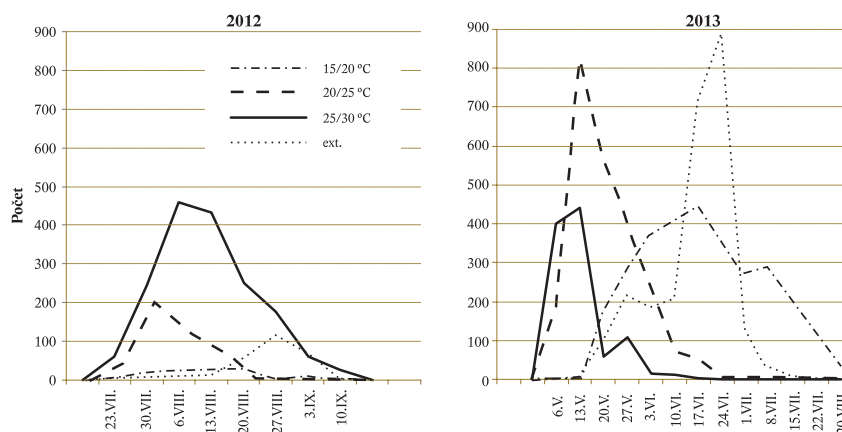 2012
900
800
700
600
500
400
300
200
100
0
Počet
15/20 ºC
20/25 ºC
25/30 ºC
ext.
23.VII.
30.VII.
6.VIII.
13.VIII.
20.VIII.
27.VIII.
3.IX.
10.IX.
2013
900
800
700
600
500
400
300
200
100
0
6.V.
13.V.
20.V.
27.V.
3.VI.
10.VI.
17.VI.
24.VI.
1.VII.
8.VII.
15.VII.
22.VII.